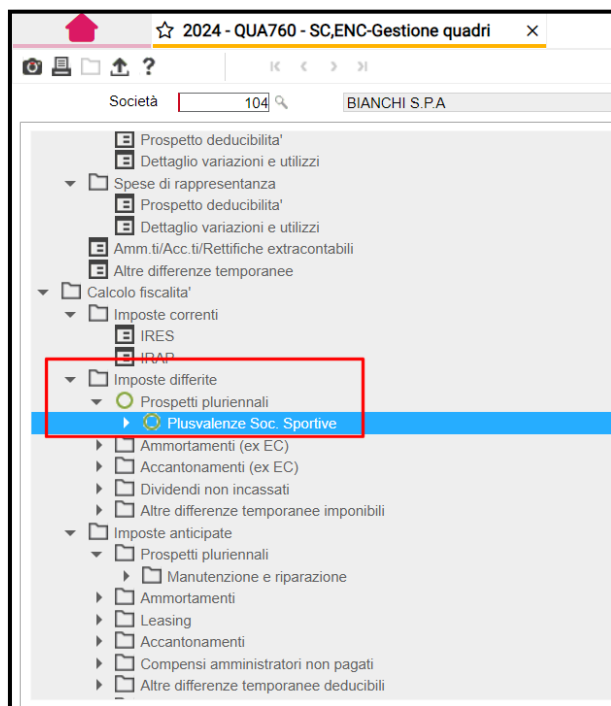 2024 - QUA760 - SC,ENC-Gestione quadri
Società 104 BIANCHI S.P.A
Prospetto deducibilita'
Dettaglio variazioni e utilizzi
Spese di rappresentanza
Prospetto deducibilita'
Dettaglio variazioni e utilizzi
Amm.ti/Acc.ti/Rettifiche extracontabili
Altre differenze temporanee
Calcolo fiscalita'
Imposte correnti
IRES
IRAP
Imposte differite
Prospetti pluriennali
Plusvalenze Soc. Sportive
Ammortamenti (ex EC)
Accantonamenti (ex EC)
Dividendi non incassati
Altre differenze temporanee imponibili
Imposte anticipate
Prospetti pluriennali
Manutenzione e riparazione
Ammortamenti
Leasing
Accantonamenti
Compensi amministratori non pagati
Altre differenze temporanee deducibili